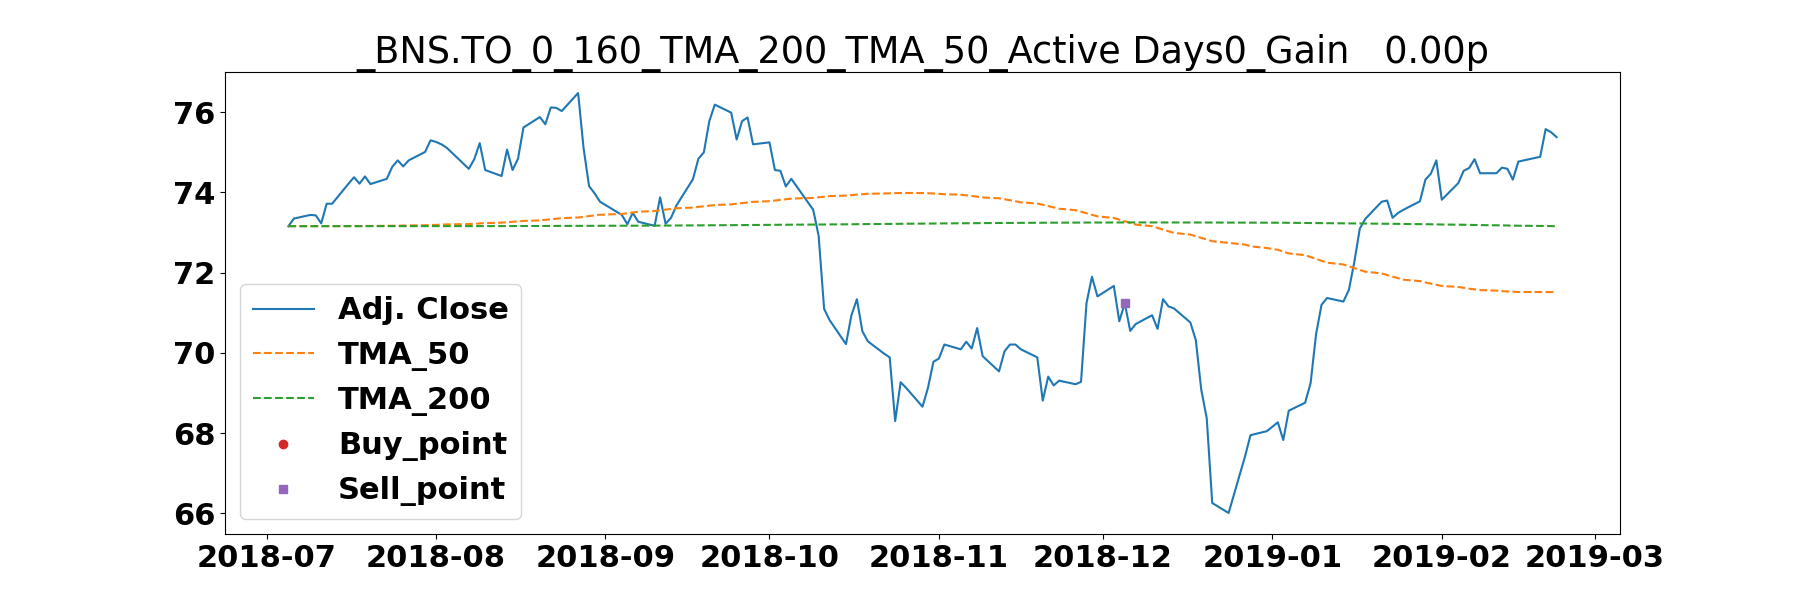 _BNS.TO_0_160_TMA_200_TMA_50_Active Days0_Gain   0.00p
76
74
72
70
68
66
Adj. Close
TMA_50
TMA_200
Buy_point
Sell_point
2018-07 2018-08 2018-09 2018-10 2018-11 2018-12 2019-01 2019-02 2019-03